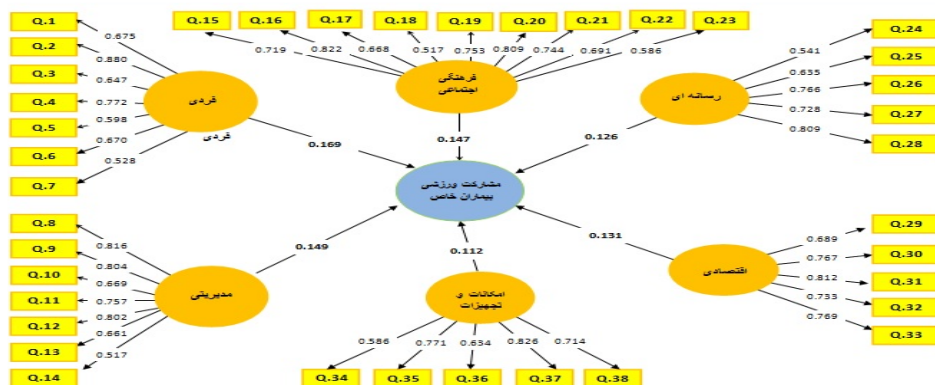 Q.1
Q.2
Q.3
Q.4
Q.5
Q.6
Q.7
0.675
0.880
0.647
0.772
0.598
0.670
0.528
فردی
فردی
0.169
Q.15
Q.16
Q.17
Q.18
Q.19
Q.20
Q.21
Q.22
Q.23
0.719
0.822
0.668
0.517
0.753
0.809
0.744
0.691
0.586
فرهنگی
اجتماعی
0.147
Q.24
Q.25
Q.26
Q.27
Q.28
0.541
0.655
0.766
0.728
0.809
رسانه ای
0.126
مشارکت ورزشی
بیماران خاص
Q.8
Q.9
Q.10
Q.11
Q.12
Q.13
Q.14
0.816
0.804
0.669
0.757
0.802
0.661
0.517
مدیریتی
0.149
امکانات و
تجهیزات
0.112
0.586
0.771
0.634
0.826
0.714
Q.34
Q.35
Q.36
Q.37
Q.38
اقتصادی
0.131
0.689
0.767
0.812
0.733
0.769
Q.29
Q.30
Q.31
Q.32
Q.33